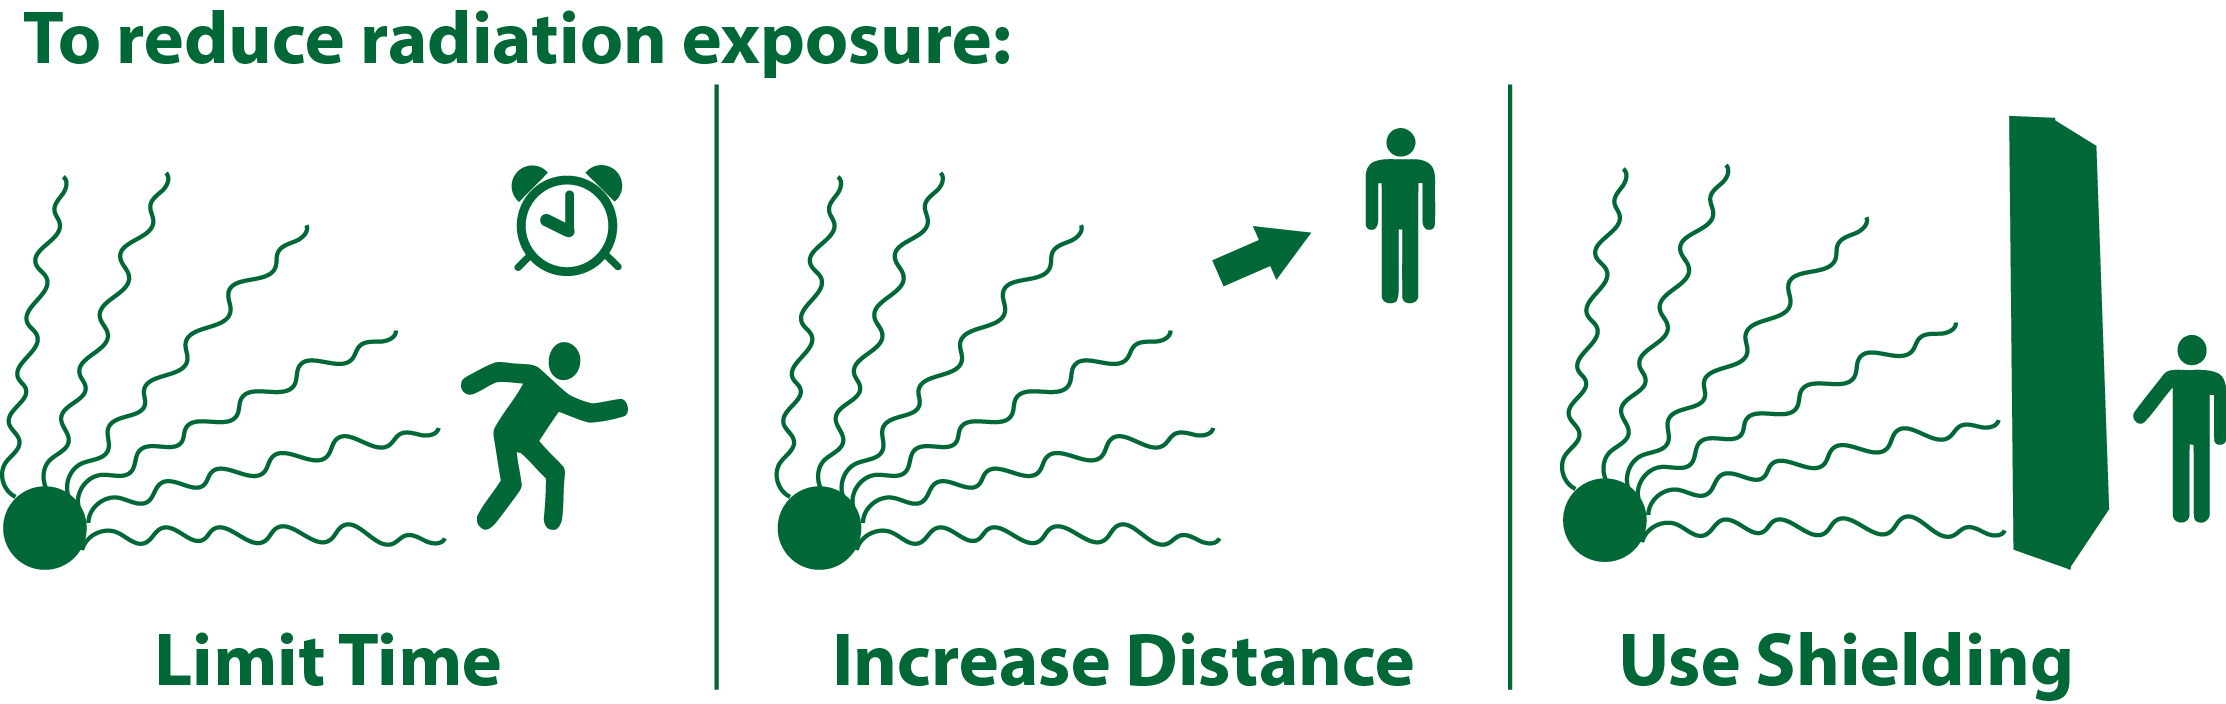 To reduce radiation exposure:
Limit Time
Increase Distance
Use Shielding